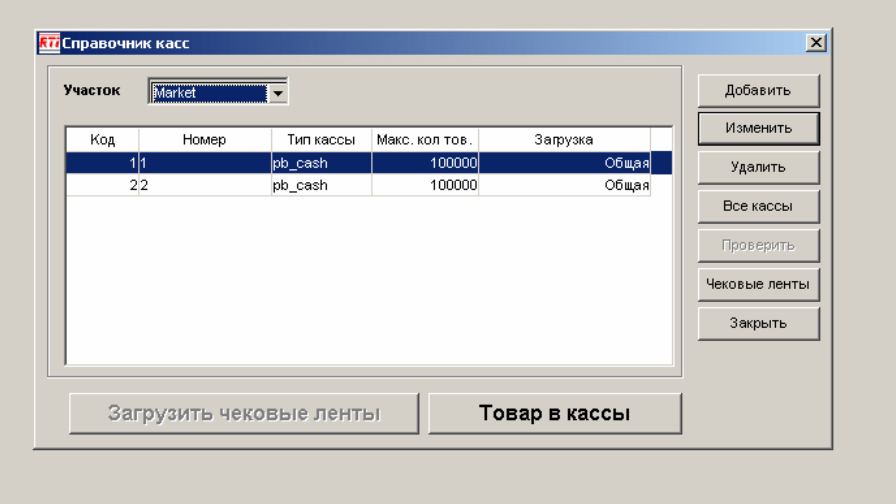 RTi Справочник касс
Участок Market
Код Номер Тип кассы Макс. кол тов. Загрузка
1 1 pb_cash 100000 Общая
2 2 pb_cash 100000 Общая
Добавить
Изменить
Удалить
Все кассы
Проверить
Чековые ленты
Закрыть
Загрузить чековые ленты Товар в кассы